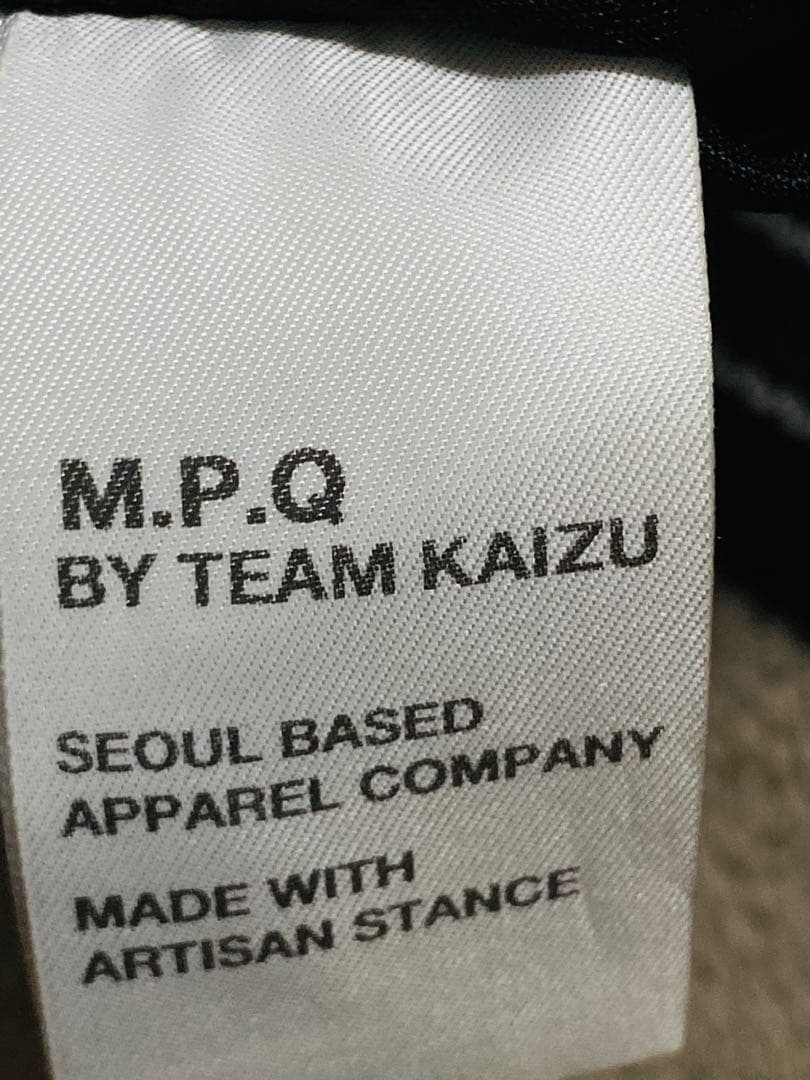 M.P.Q
BY TEAM KAIZU
SEOUL BASED
APPAREL COMPANY
MADE WITH
ARTISAN STANCE